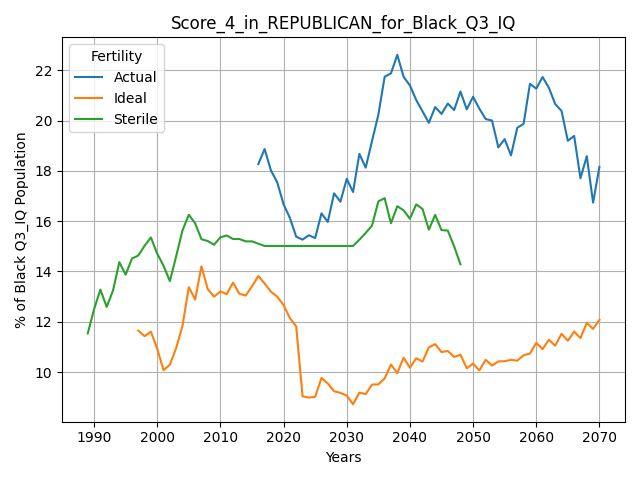 Score_4_in_REPUBLICAN_for_Black_Q3_IQ
Fertility
Actual
Ideal
Sterile
% of Black Q3_IQ Population
22
20
18
16
14
12
10
1990 2000 2010 2020 2030 2040 2050 2060 2070
Years